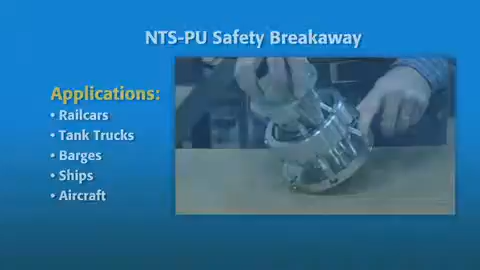 NTS-PU Safety Breakaway
Applications:
• Railcars
• Tank Trucks
• Barges
• Ships
• Aircraft